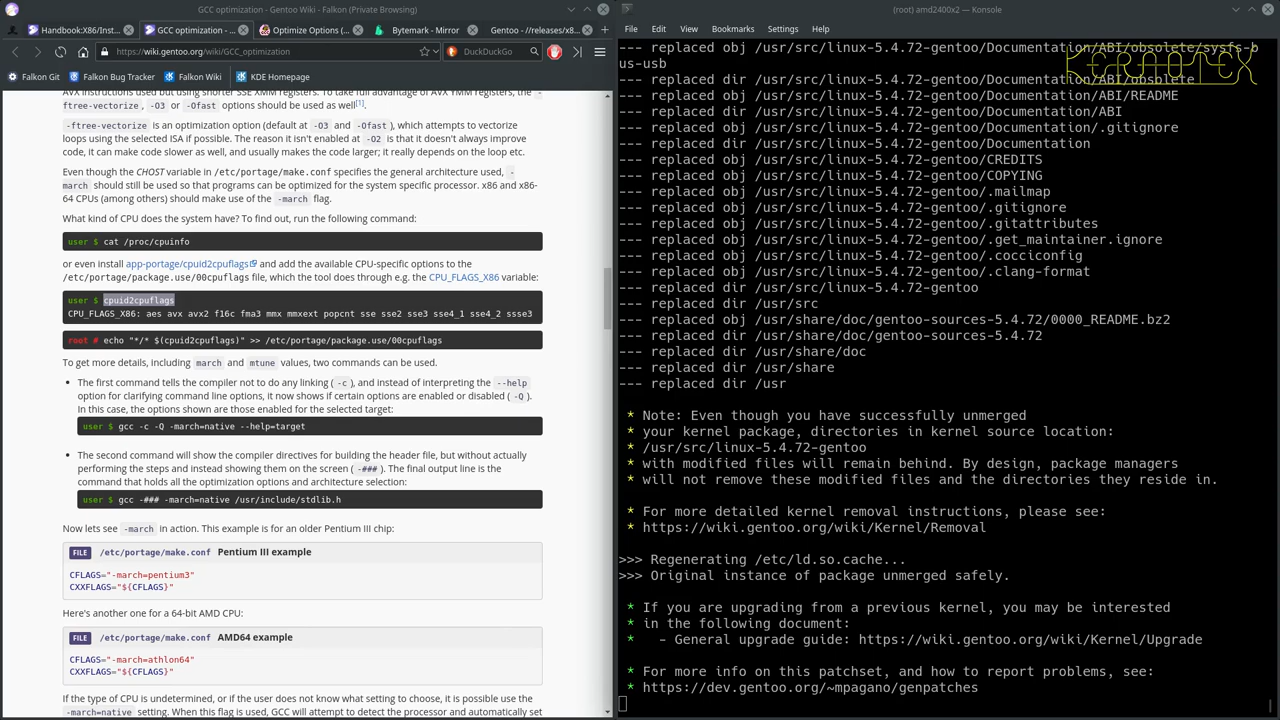 GCC optimization - Gentoo Wiki - Falkon (Private Browsing)
Handbook:X86/Inst...
GCC optimization - ...
Optimize Options (...
Bytemark - Mirror
Gentoo - /releases/x8...
https://wiki.gentoo.org/wiki/GCC_optimization
DuckDuckGo
Falkon Git
Falkon Bug Tracker
Falkon Wiki
KDE Homepage
AVX instructions used but using shorter SSE XMM registers. To take full advantage of AVX YMM registers, the -
ftree-vectorize, -O3 or -Ofast options should be used as well[1].
-ftree-vectorize is an optimization option (default at -O3 and -Ofast), which attempts to vectorize
loops using the selected ISA if possible. The reason it isn't enabled at -O2 is that it doesn't always improve
code, it can make code slower as well, and usually makes the code larger; it really depends on the loop etc.
Even though the CHOST variable in /etc/portage/make.conf specifies the general architecture used, -
march should still be used so that programs can be optimized for the system specific processor. x86 and x86-
64 CPUs (among others) should make use of the -march flag.
What kind of CPU does the system have? To find out, run the following command:
user $ cat /proc/cpuinfo
or even install app-portage/cpuid2cpuflags and add the available CPU-specific options to the
/etc/portage/package.use/00cpuflags file, which the tool does through e.g. the CPU_FLAGS_X86 variable:
user $ cpuid2cpuflags
CPU_FLAGS_X86: aes avx avx2 f16c fma3 mmx mmxext popcnt sse sse2 sse3 sse4_1 sse4_2 ssse3
root # echo "*/* $(cpuid2cpuflags)" >> /etc/portage/package.use/00cpuflags
To get more details, including march and mtune values, two commands can be used.
• The first command tells the compiler not to do any linking (-c), and instead of interpreting the --help
option for clarifying command line options, it now shows if certain options are enabled or disabled (-Q).
In this case, the options shown are those enabled for the selected target:
user $ gcc -c -Q -march=native --help=target
• The second command will show the compiler directives for building the header file, but without actually
performing the steps and instead showing them on the screen (-###). The final output line is the
command that holds all the optimization options and architecture selection:
user $ gcc -### -march=native /usr/include/stdlib.h
Now lets see -march in action. This example is for an older Pentium III chip:
FILE /etc/portage/make.conf Pentium III example
CFLAGS="-march=pentium3"
CXXFLAGS="${CFLAGS}"
Here's another one for a 64-bit AMD CPU:
FILE /etc/portage/make.conf AMD64 example
CFLAGS="-march=athlon64"
CXXFLAGS="${CFLAGS}"
If the type of CPU is undetermined, or if the user does not know what setting to choose, it is possible use the
-march=native setting. When this flag is used, GCC will attempt to detect the processor and automatically set
(root) amd2400x2 — Konsole
File Edit View Bookmarks Settings Help
KERNOTEX
--- replaced obj /usr/src/linux-5.4.72-gentoo/Documentation/ABI/obsolete/sysfs-b
us-usb
--- replaced dir /usr/src/linux-5.4.72-gentoo/Documentation/ABI/obsolete
--- replaced obj /usr/src/linux-5.4.72-gentoo/Documentation/ABI/README
--- replaced dir /usr/src/linux-5.4.72-gentoo/Documentation/ABI
--- replaced obj /usr/src/linux-5.4.72-gentoo/Documentation/.gitignore
--- replaced dir /usr/src/linux-5.4.72-gentoo/Documentation
--- replaced obj /usr/src/linux-5.4.72-gentoo/CREDITS
--- replaced obj /usr/src/linux-5.4.72-gentoo/COPYING
--- replaced obj /usr/src/linux-5.4.72-gentoo/.mailmap
--- replaced obj /usr/src/linux-5.4.72-gentoo/.gitignore
--- replaced obj /usr/src/linux-5.4.72-gentoo/.gitattributes
--- replaced obj /usr/src/linux-5.4.72-gentoo/.get_maintainer.ignore
--- replaced obj /usr/src/linux-5.4.72-gentoo/.cocciconfig
--- replaced obj /usr/src/linux-5.4.72-gentoo/.clang-format
--- replaced dir /usr/src/linux-5.4.72-gentoo
--- replaced dir /usr/src
--- replaced obj /usr/share/doc/gentoo-sources-5.4.72/0000_README.bz2
--- replaced dir /usr/share/doc/gentoo-sources-5.4.72
--- replaced dir /usr/share/doc
--- replaced dir /usr/share
--- replaced dir /usr
* Note: Even though you have successfully unmerged
* your kernel package, directories in kernel source location:
* /usr/src/linux-5.4.72-gentoo
* with modified files will remain behind. By design, package managers
* will not remove these modified files and the directories they reside in.
* For more detailed kernel removal instructions, please see:
* https://wiki.gentoo.org/wiki/Kernel/Removal
>>> Regenerating /etc/ld.so.cache...
>>> Original instance of package unmerged safely.
* If you are upgrading from a previous kernel, you may be interested
* in the following document:
*   - General upgrade guide: https://wiki.gentoo.org/wiki/Kernel/Upgrade
* For more info on this patchset, and how to report problems, see:
* https://dev.gentoo.org/~mpagano/genpatches